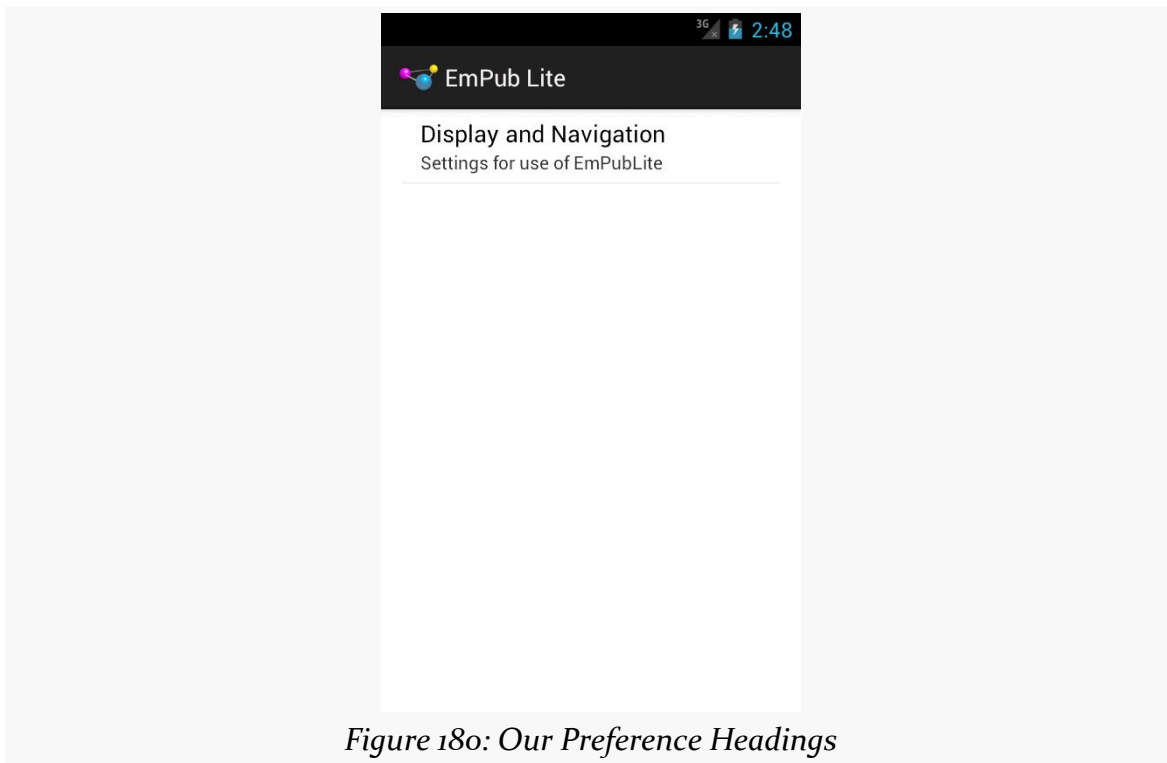 3G
2:48
EmPub Lite
Display and Navigation
Settings for use of EmPubLite
Figure 180: Our Preference Headings